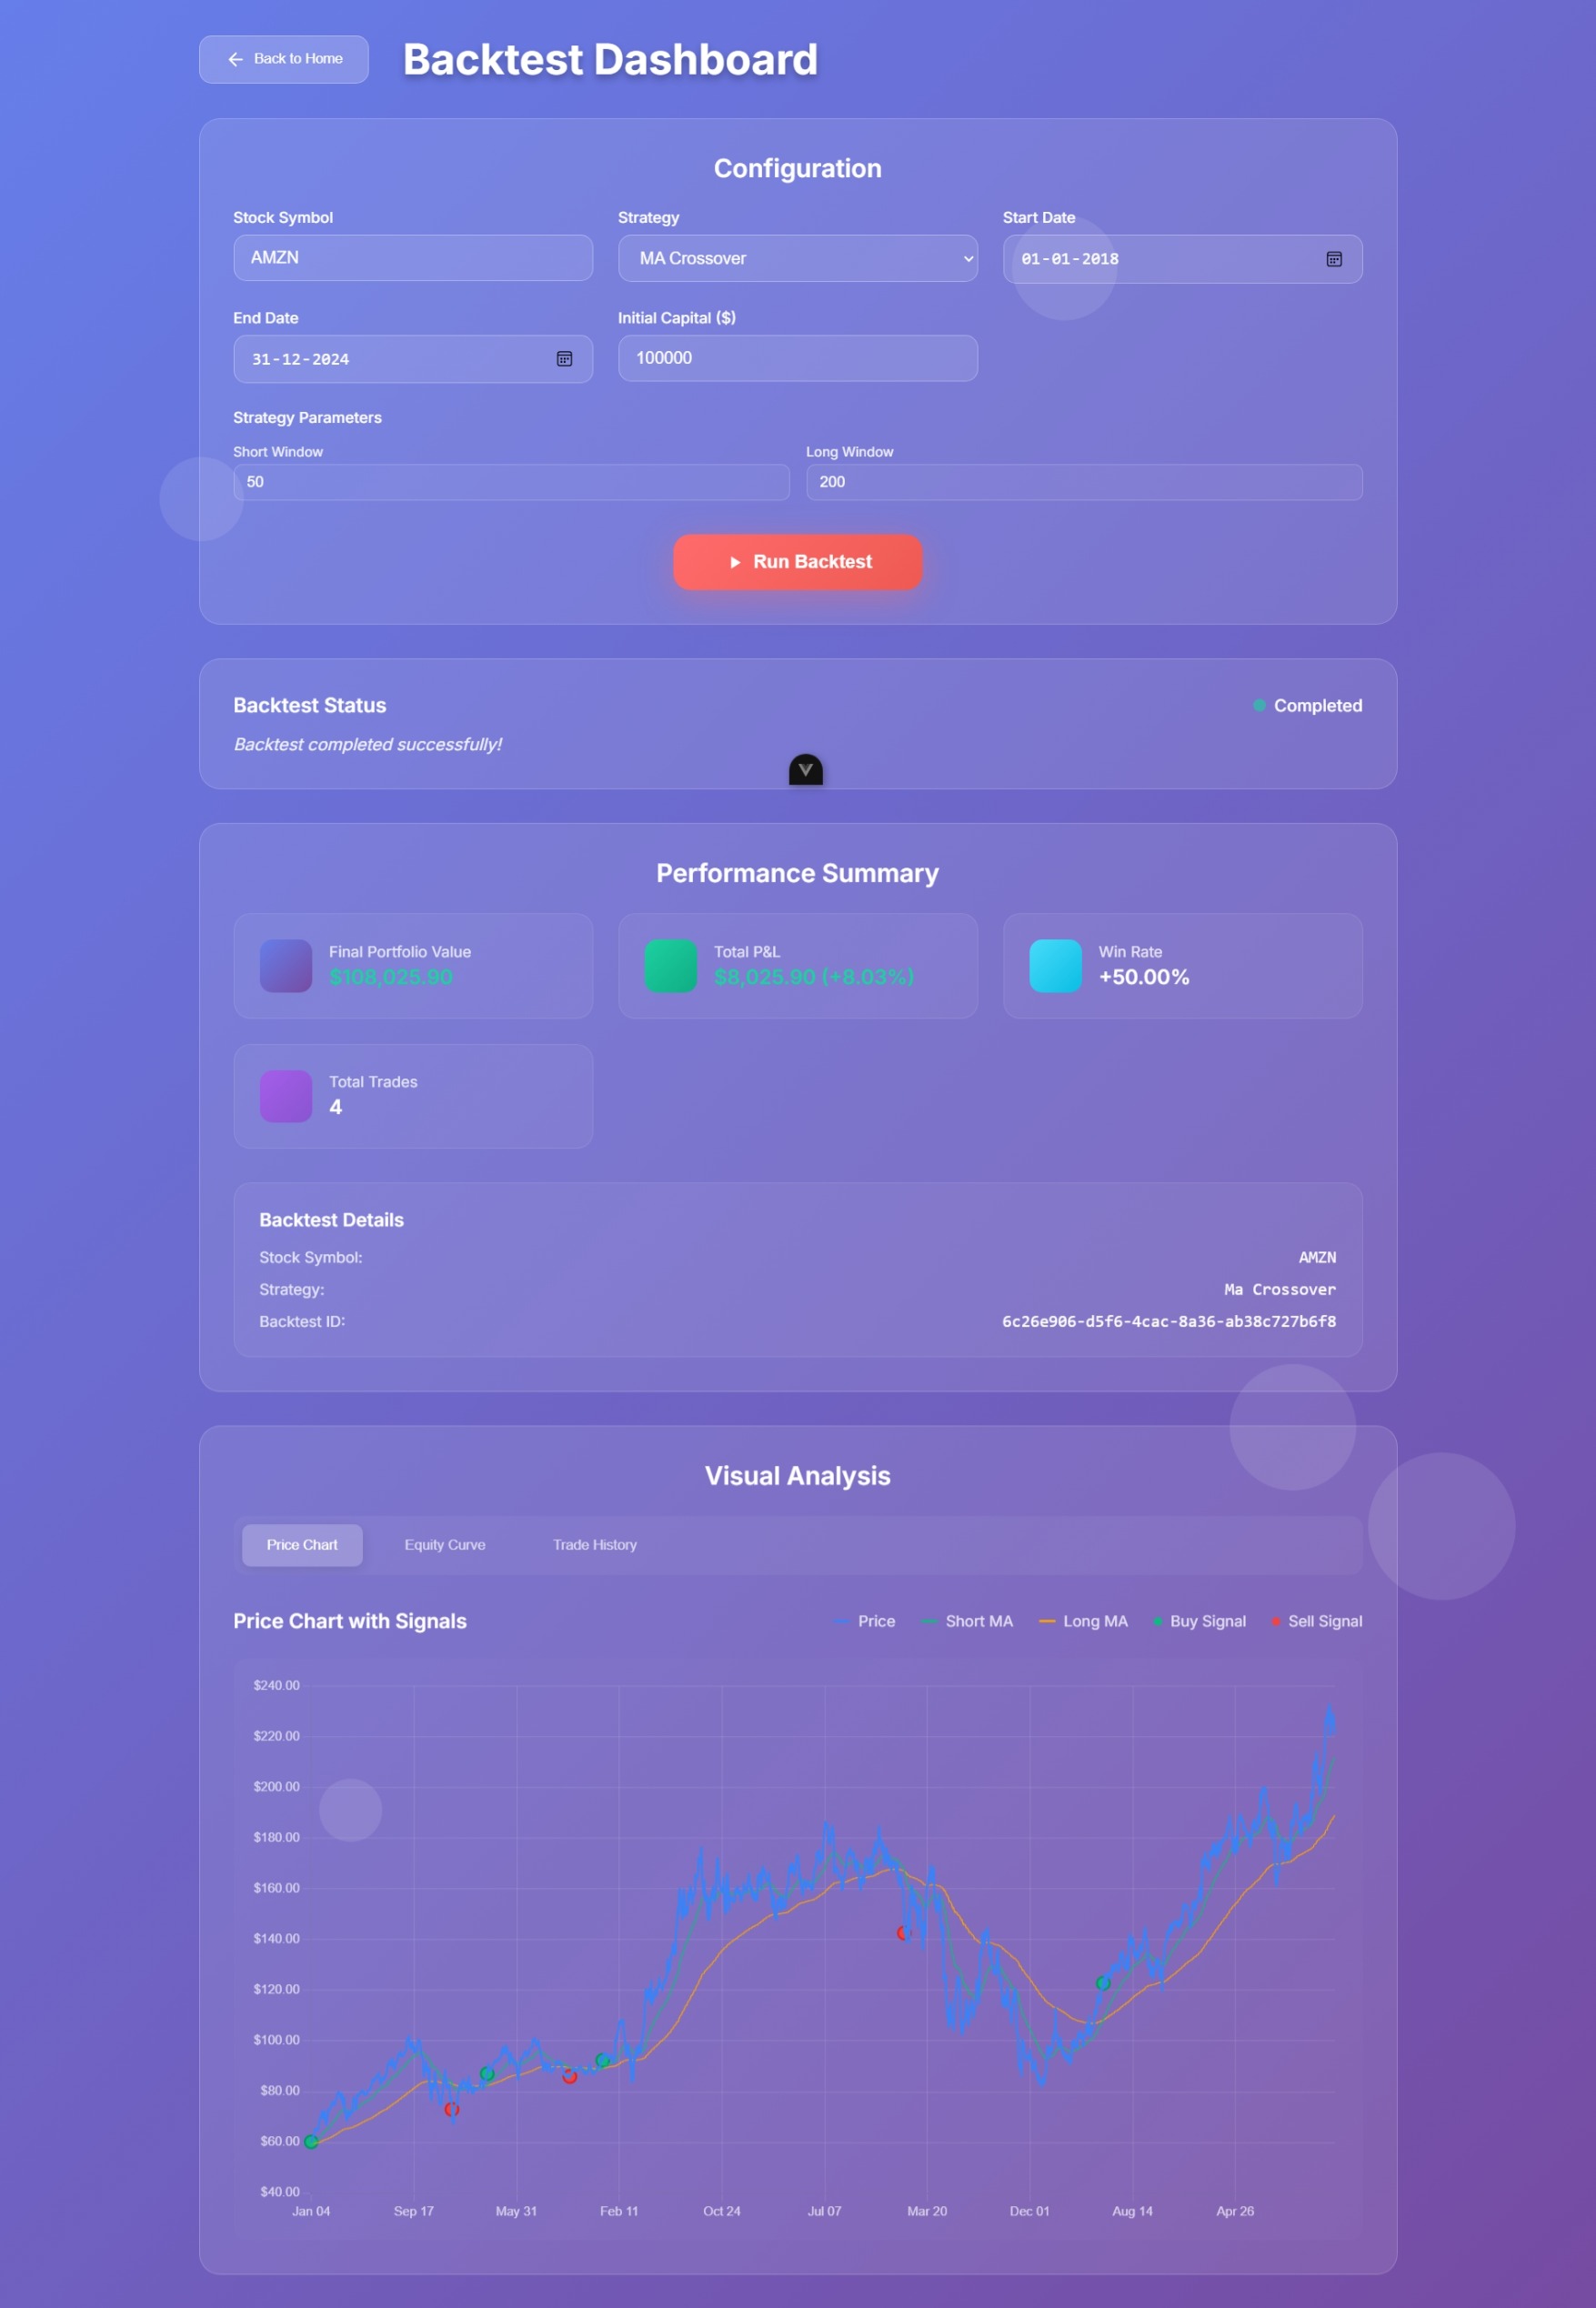 Back to Home
Backtest Dashboard
Configuration
Stock Symbol
AMZN
Strategy
MA Crossover
Start Date
01-01-2018
End Date
31-12-2024
Initial Capital ($)
100000
Strategy Parameters
Short Window
50
Long Window
200
Run Backtest
Backtest Status
Completed
Backtest completed successfully!
Performance Summary
Final Portfolio Value
$108,025.90
Total P&L
$8,025.90 (+8.03%)
Win Rate
+50.00%
Total Trades
4
Backtest Details
Stock Symbol: AMZN
Strategy: Ma Crossover
Backtest ID: 6c26e906-d5f6-4cac-8a36-ab38c727b6f8
Visual Analysis
Price Chart
Equity Curve
Trade History
Price Chart with Signals
Price Short MA Long MA Buy Signal Sell Signal
$240.00
$220.00
$200.00
$180.00
$160.00
$140.00
$120.00
$100.00
$80.00
$60.00
$40.00
Jan 04 Sep 17 May 31 Feb 11 Oct 24 Jul 07 Mar 20 Dec 01 Aug 14 Apr 26